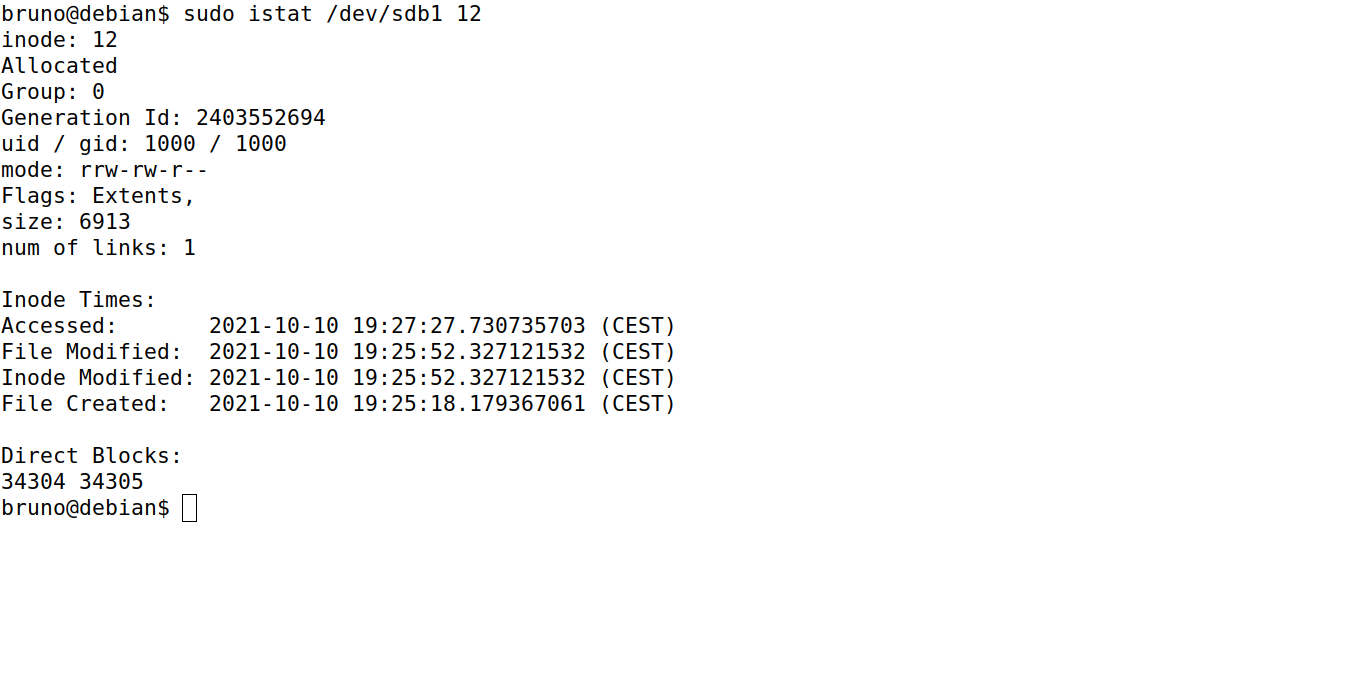 bruno@debian$ sudo istat /dev/sdb1 12
inode: 12
Allocated
Group: 0
Generation Id: 2403552694
uid / gid: 1000 / 1000
mode: rrw-rw-r--
Flags: Extents,
size: 6913
num of links: 1

Inode Times:
Accessed:       2021-10-10 19:27:27.730735703 (CEST)
File Modified:  2021-10-10 19:25:52.327121532 (CEST)
Inode Modified: 2021-10-10 19:25:52.327121532 (CEST)
File Created:   2021-10-10 19:25:18.179367061 (CEST)

Direct Blocks:
34304 34305
bruno@debian$